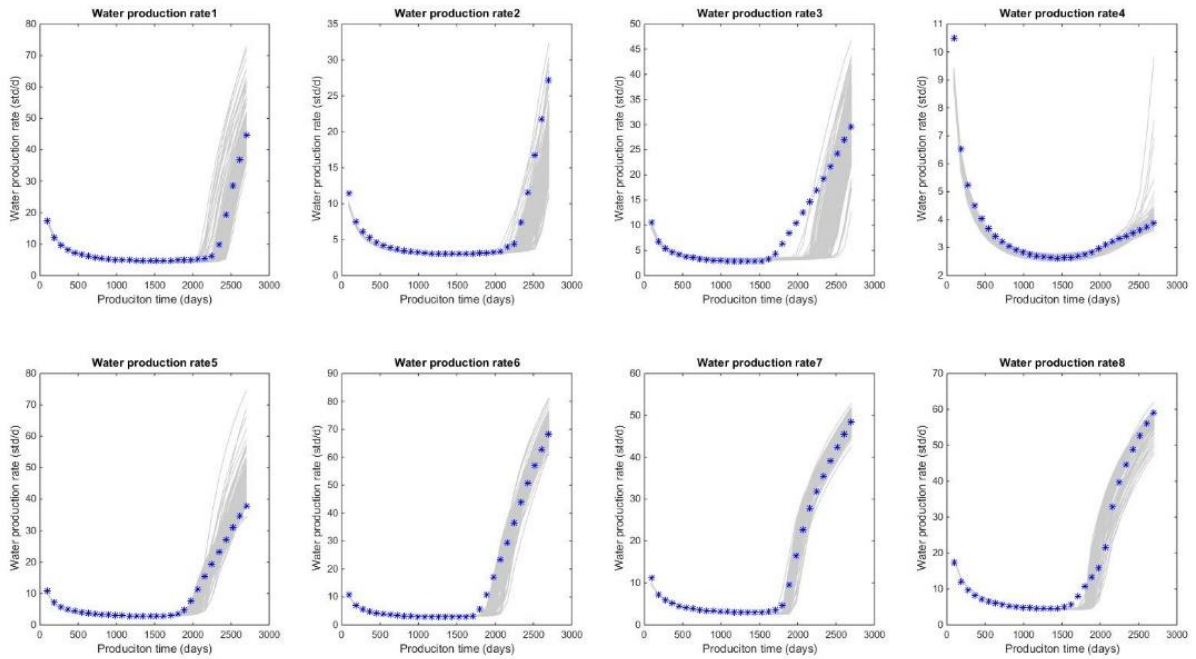 Water production rate1
Water production rate2
Water production rate3
Water production rate4
80
70
60
50
40
30
20
10
0
Water production rate (std/d)
0 500 1000 1500 2000 2500 3000
Produciton time (days)
35
30
25
20
15
10
5
0
Water production rate (std/d)
0 500 1000 1500 2000 2500 3000
Produciton time (days)
50
45
40
35
30
25
20
15
10
5
0
Water production rate (std/d)
0 500 1000 1500 2000 2500 3000
Produciton time (days)
11
10
9
8
7
6
5
4
3
2
Water production rate (std/d)
0 500 1000 1500 2000 2500 3000
Produciton time (days)
Water production rate5
Water production rate6
Water production rate7
Water production rate8
80
70
60
50
40
30
20
10
0
Water production rate (std/d)
0 500 1000 1500 2000 2500 3000
Produciton time (days)
90
80
70
60
50
40
30
20
10
0
Water production rate (std/d)
0 500 1000 1500 2000 2500 3000
Produciton time (days)
60
50
40
30
20
10
0
Water production rate (std/d)
0 500 1000 1500 2000 2500 3000
Produciton time (days)
70
60
50
40
30
20
10
0
Water production rate (std/d)
0 500 1000 1500 2000 2500 3000
Produciton time (days)